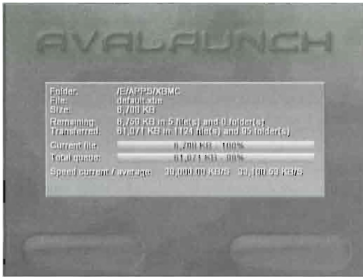 AVALAUNCH
Folder: /E/APPS/XBMC
File: default.xbe
Size: 6,700 KB
Remaining: 6,759 KB in 5 file(s) and 0 folder(s)
Transferred: 61,071 KB in 1124 file(s) and 95 folder(s)
Current file: 6,700 KB - 100%
Total queue: 61,071 KB -
Speed current / average: